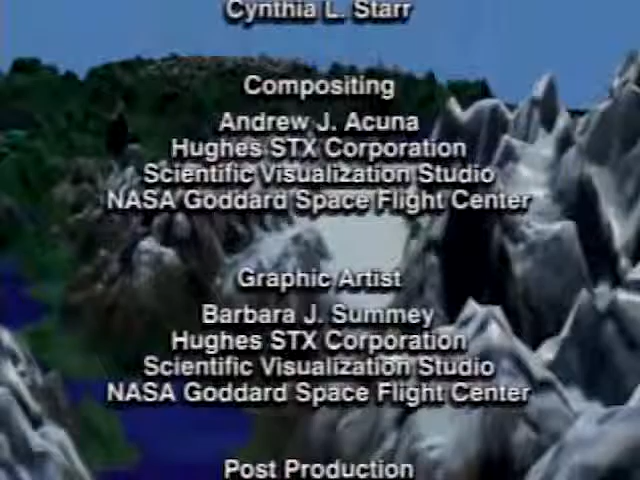 Cynthia L. Starr
Compositing
Andrew J. Acuna
Hughes STX Corporation
Scientific Visualization Studio
NASA Goddard Space Flight Center
Graphic Artist
Barbara J. Summey
Hughes STX Corporation
Scientific Visualization Studio
NASA Goddard Space Flight Center
Post Production